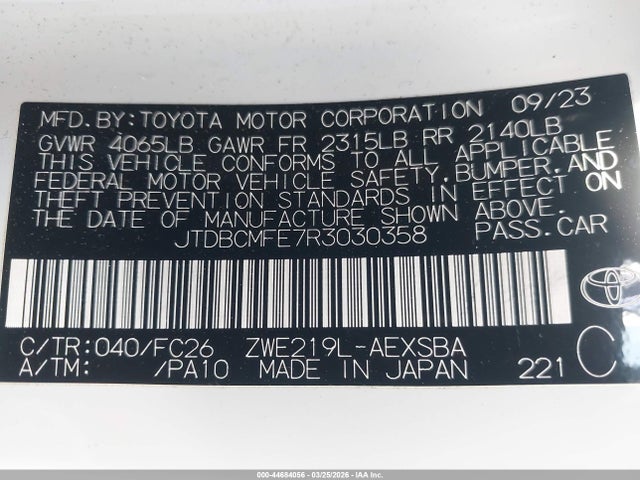 MFD.BY:TOYOTA MOTOR CORPORATION 09/23
GVWR 4065LB GAWR FR 2315LB RR 2140LB
THIS VEHICLE CONFORMS TO ALL APPLICABLE
FEDERAL MOTOR VEHICLE SAFETY,BUMPER,AND
THEFT PREVENTION STANDARDS IN EFFECT ON
THE DATE OF MANUFACTURE SHOWN ABOVE.
JTDBCMFE7R3030358 PASS.CAR
C/TR:040/FC26 ZWE219L-AEXSBA
A/TM: /PA10 MADE IN JAPAN 221 C
000-44684056 - 03/25/2026 - IAA Inc.